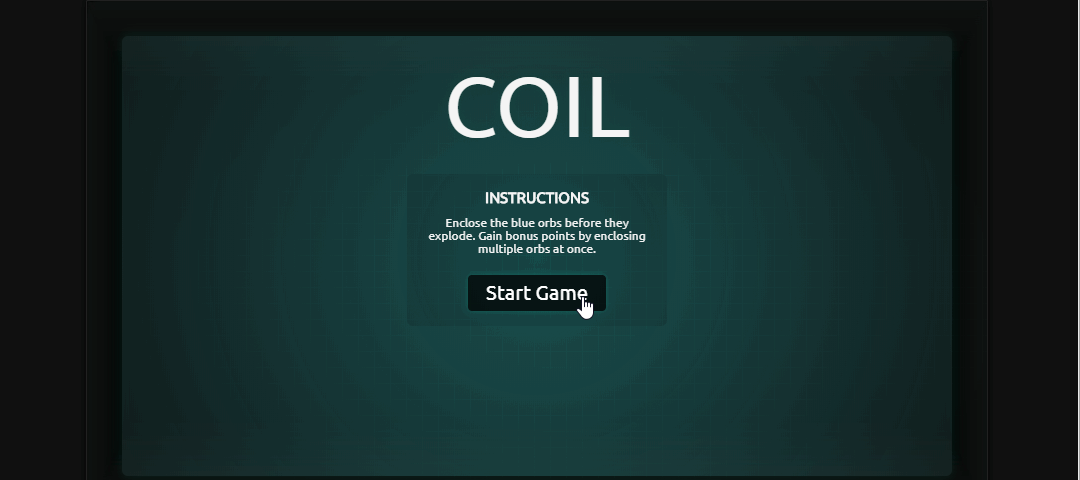 COIL
INSTRUCTIONS
Enclose the blue orbs before they
explode. Gain bonus points by enclosing
multiple orbs at once.
Start Game